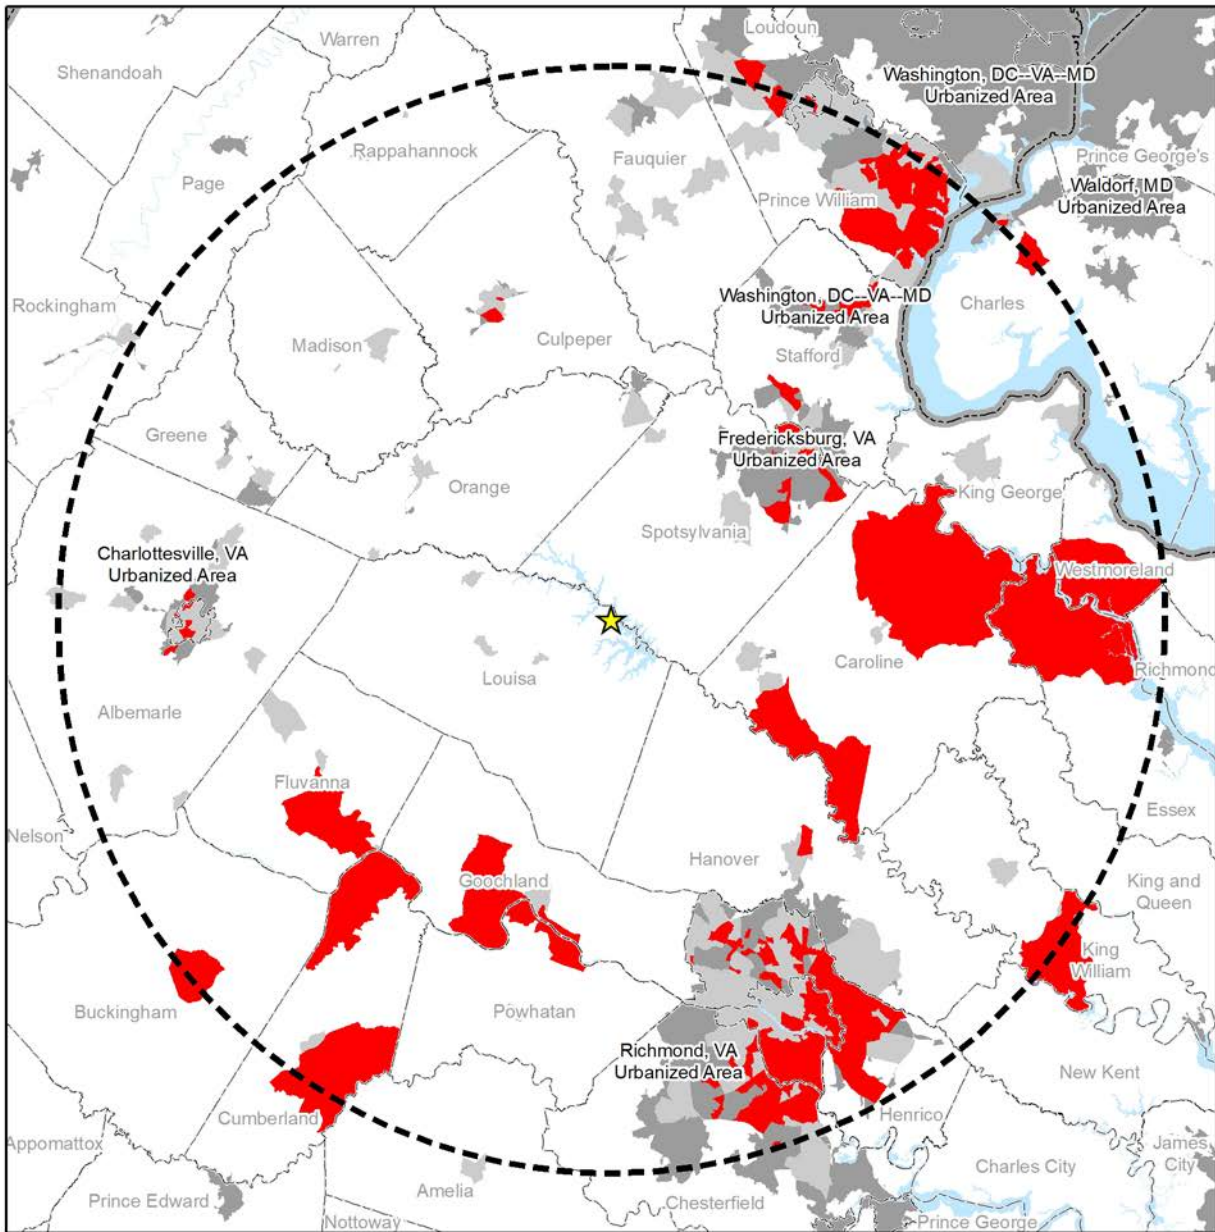 Loudoun
Warren
Shenandoah
Washington, DC--VA--MD
Urbanized Area
Rappahannock
Fauquier
Prince George's
Page
Waldorf, MD
Urbanized Area
Prince William
Rockingham
Washington, DC--VA--MD
Urbanized Area
Charles
Madison
Culpeper
Stafford
Greene
Fredericksburg, VA
Urbanized Area
Orange
King George
Spotsylvania
Charlottesville, VA
Urbanized Area
Westmoreland
Caroline
Richmond
Louisa
Albemarle
Fluvanna
Essex
Nelson
Hanover
Goochland
King and
Queen
King
William
Buckingham
Powhatan
Richmond, VA
Urbanized Area
New Kent
Cumberland
Henrico
Appomattox
James
City
Charles City
Amelia
Prince Edward
Chesterfield
Nottoway
Prince George